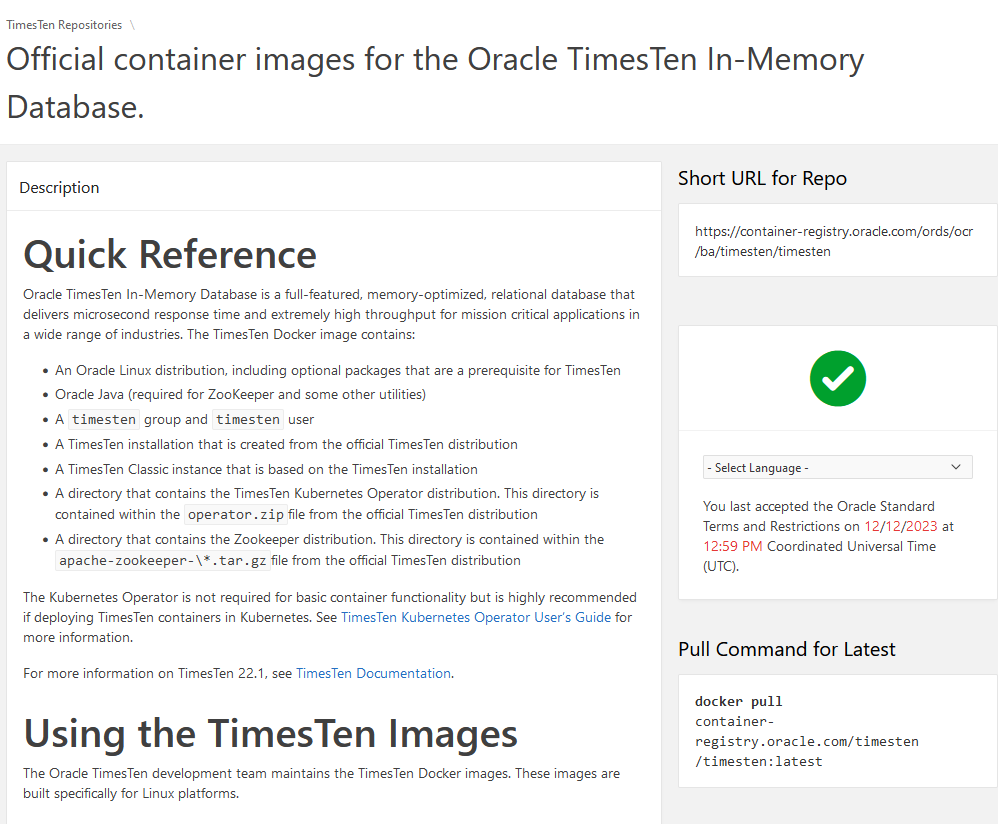 TimesTen Repositories \
Official container images for the Oracle TimesTen In-Memory
Database.
Description
Quick Reference
Oracle TimesTen In-Memory Database is a full-featured, memory-optimized, relational database that
delivers microsecond response time and extremely high throughput for mission critical applications in
a wide range of industries. The TimesTen Docker image contains:
• An Oracle Linux distribution, including optional packages that are a prerequisite for TimesTen
• Oracle Java (required for ZooKeeper and some other utilities)
• A timesten group and timesten user
• A TimesTen installation that is created from the official TimesTen distribution
• A TimesTen Classic instance that is based on the TimesTen installation
• A directory that contains the TimesTen Kubernetes Operator distribution. This directory is
contained within the operator.zip file from the official TimesTen distribution
• A directory that contains the Zookeeper distribution. This directory is contained within the
apache-zookeeper-\*.tar.gz file from the official TimesTen distribution
The Kubernetes Operator is not required for basic container functionality but is highly recommended
if deploying TimesTen containers in Kubernetes. See TimesTen Kubernetes Operator User’s Guide for
more information.
For more information on TimesTen 22.1, see TimesTen Documentation.
Using the TimesTen Images
The Oracle TimesTen development team maintains the TimesTen Docker images. These images are
built specifically for Linux platforms.
Short URL for Repo
https://container-registry.oracle.com/ords/ocr
/ba/timesten/timesten
- Select Language -
You last accepted the Oracle Standard
Terms and Restrictions on 12/12/2023 at
12:59 PM Coordinated Universal Time
(UTC).
Pull Command for Latest
docker pull
container-
registry.oracle.com/timesten
/timesten:latest